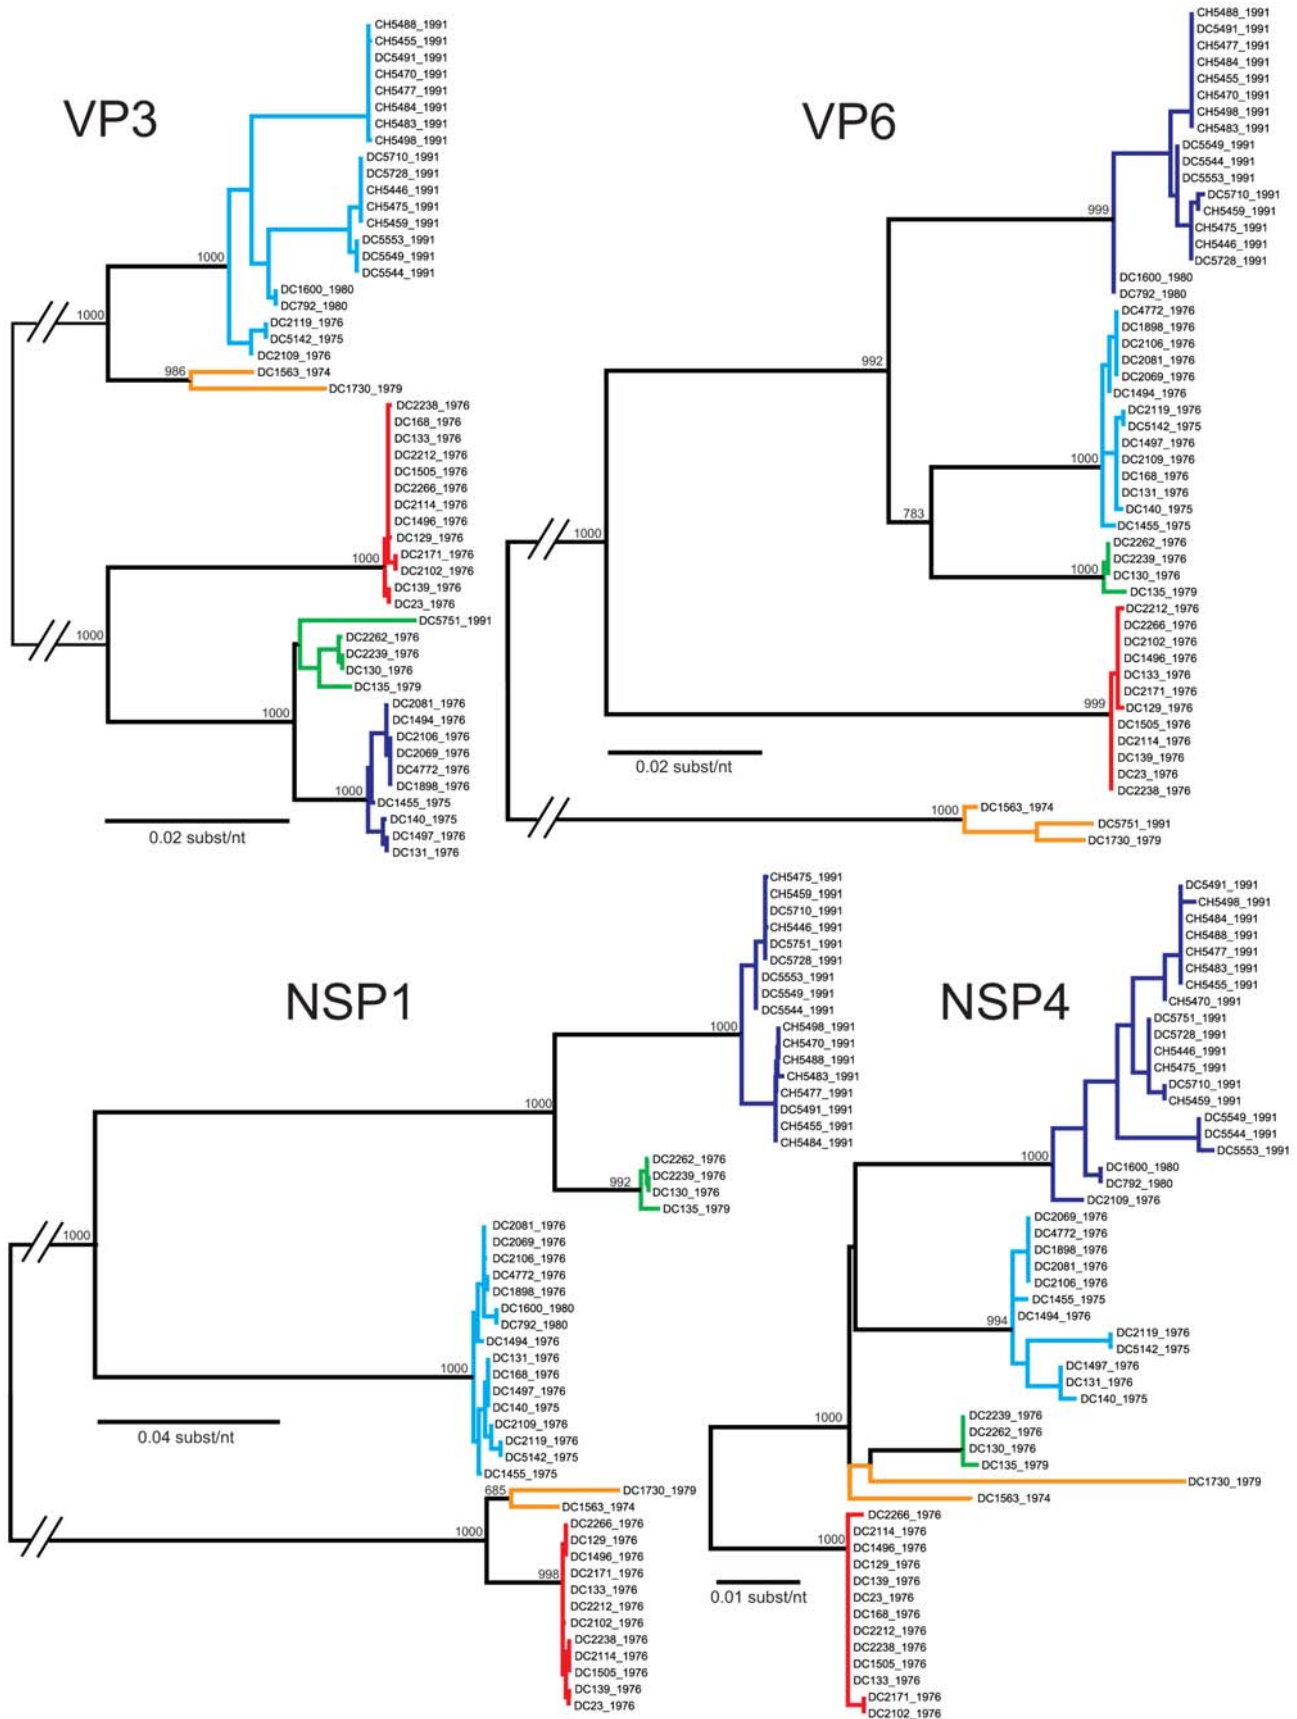 VP3
CH5488_1991
CH5455_1991
DC5491_1991
CH5470_1991
CH5477_1991
CH5484_1991
CH5483_1991
CH5498_1991
DC5710_1991
DC5728_1991
CH5446_1991
CH5475_1991
CH5459_1991
DC5553_1991
DC5549_1991
DC5544_1991
1000
DC1600_1980
DC792_1980
1000
DC2119_1976
DC5142_1975
DC2109_1976
986
DC1563_1974
DC1730_1979
DC2238_1976
DC168_1976
DC133_1976
DC2212_1976
DC1505_1976
DC2266_1976
DC2114_1976
DC1496_1976
DC129_1976
1000
DC2171_1976
DC2102_1976
DC139_1976
DC23_1976
DC5751_1991
1000
DC2262_1976
DC2239_1976
DC130_1976
DC135_1979
DC2081_1976
1000
DC1494_1976
DC2106_1976
DC2069_1976
DC4772_1976
DC1898_1976
1000
DC1455_1975
DC140_1975
DC1497_1976
DC131_1976
0.02 subst/nt
VP6
CH5488_1991
DC5491_1991
CH5477_1991
CH5484_1991
CH5455_1991
CH5470_1991
CH5498_1991
CH5483_1991
DC5549_1991
DC5544_1991
DC5553_1991
DC5710_1991
999
CH5459_1991
CH5475_1991
CH5446_1991
DC5728_1991
DC1600_1980
DC792_1980
DC4772_1976
DC1898_1976
DC2106_1976
992
DC2081_1976
DC2069_1976
DC1494_1976
DC2119_1976
DC5142_1975
DC1497_1976
1000
DC2109_1976
DC168_1976
DC131_1976
783
DC140_1975
DC1455_1975
1000
DC2262_1976
DC2239_1976
1000
DC130_1976
DC135_1979
DC2212_1976
DC2266_1976
DC2102_1976
DC1496_1976
DC133_1976
DC2171_1976
999
DC129_1976
DC1505_1976
DC2114_1976
DC139_1976
DC23_1976
DC2238_1976
0.02 subst/nt
1000
DC1563_1974
DC5751_1991
DC1730_1979
NSP1
CH5475_1991
CH5459_1991
DC5710_1991
CH5446_1991
DC5751_1991
DC5728_1991
DC5553_1991
DC5549_1991
DC5544_1991
1000
CH5498_1991
CH5470_1991
CH5488_1991
CH5483_1991
CH5477_1991
1000
DC5491_1991
CH5455_1991
CH5484_1991
DC2262_1976
DC2239_1976
992
DC130_1976
DC135_1979
1000
DC2081_1976
DC2069_1976
DC2106_1976
DC4772_1976
DC1898_1976
DC1600_1980
DC792_1980
DC1494_1976
DC131_1976
1000
DC168_1976
DC1497_1976
DC140_1975
DC2109_1976
DC2119_1976
DC5142_1975
DC1455_1975
0.04 subst/nt
685
DC1730_1979
DC1563_1974
1000
DC2266_1976
DC129_1976
DC1496_1976
998
DC2171_1976
DC133_1976
DC2212_1976
DC2102_1976
DC2238_1976
DC2114_1976
DC1505_1976
DC139_1976
DC23_1976
NSP4
DC5491_1991
CH5498_1991
CH5484_1991
CH5488_1991
CH5477_1991
CH5483_1991
CH5455_1991
CH5470_1991
DC5751_1991
DC5728_1991
CH5446_1991
CH5475_1991
DC5710_1991
CH5459_1991
DC5549_1991
DC5544_1991
DC5553_1991
1000
DC1600_1980
DC792_1980
DC2109_1976
DC2069_1976
DC4772_1976
DC1898_1976
DC2081_1976
DC2106_1976
DC1455_1975
994
DC1494_1976
DC2119_1976
DC5142_1975
DC1497_1976
DC131_1976
DC140_1975
1000
DC2239_1976
DC2262_1976
DC130_1976
DC135_1979
DC1730_1979
DC1563_1974
1000
DC2266_1976
DC2114_1976
DC1496_1976
DC129_1976
DC139_1976
DC23_1976
DC168_1976
DC2212_1976
DC2238_1976
DC1505_1976
DC133_1976
DC2171_1976
DC2102_1976
0.01 subst/nt